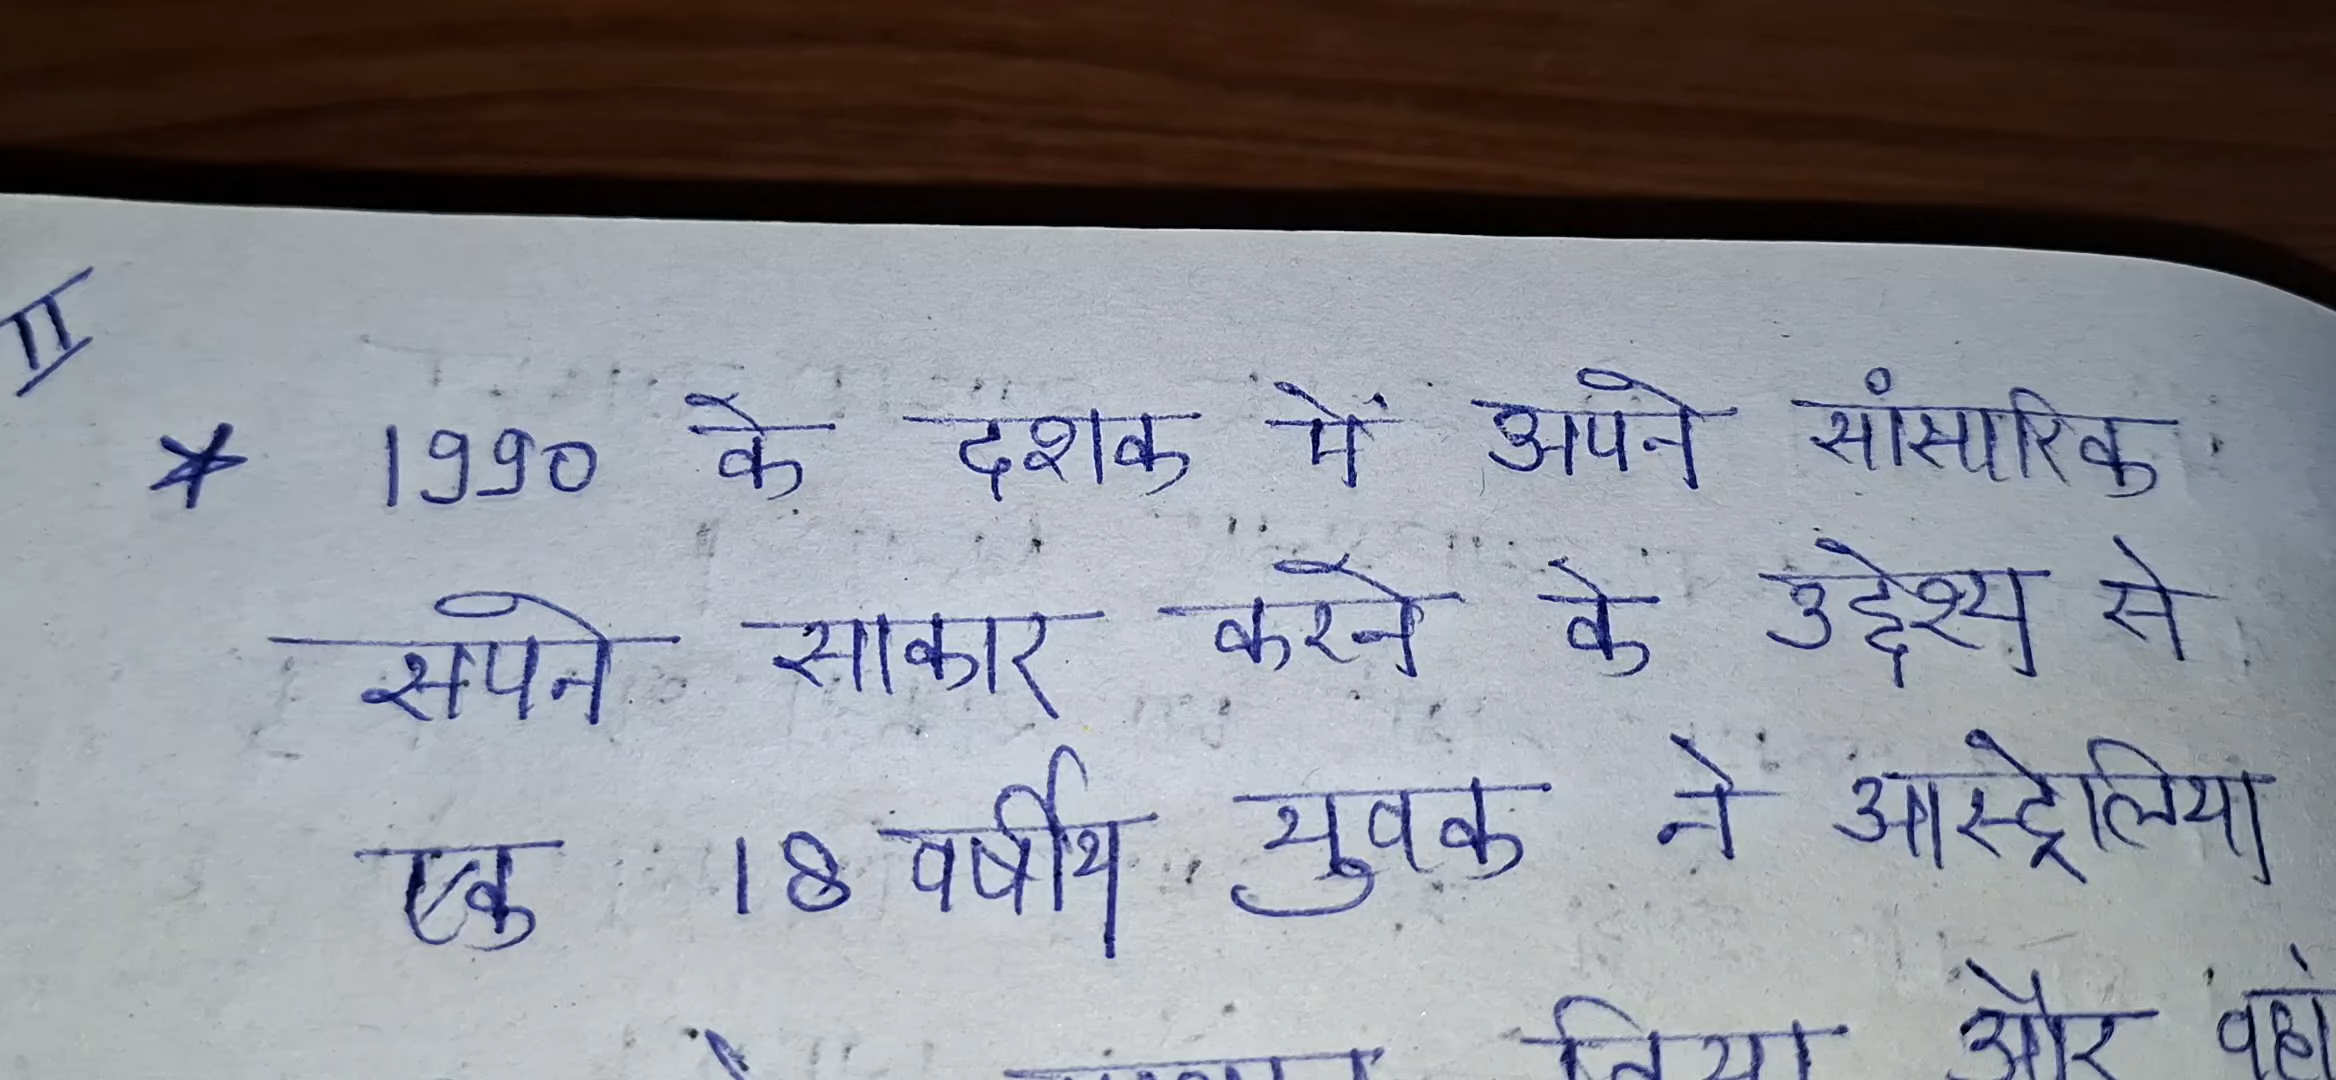 II
* 1990 के दशक में अपने सांसारिक
सपने साकार करने के उद्देश्य से
एक 18 वर्षीय युवक ने आस्ट्रेलिया
और वहां